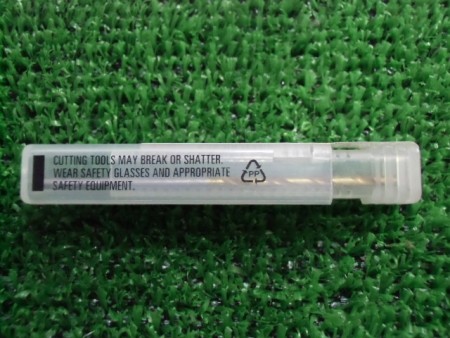 CUTTING TOOLS MAY BREAK OR SHATTER.
WEAR SAFETY GLASSES AND APPROPRIATE
SAFETY EQUIPMENT.
PP